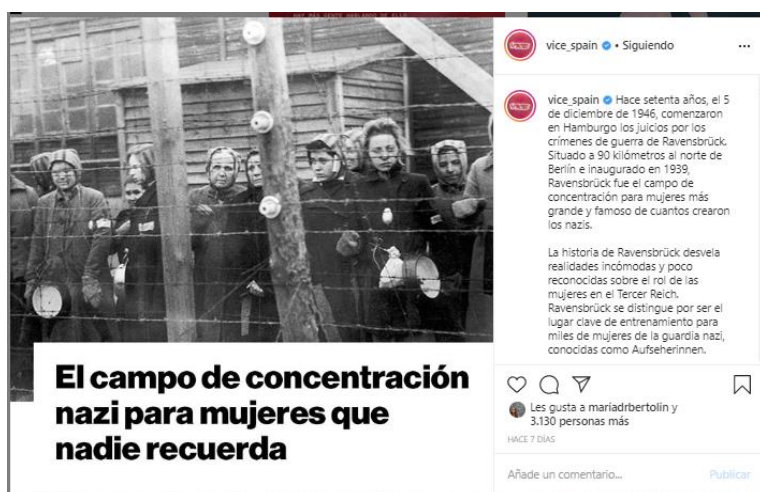 HAY MÁS GENTE HABLANDO DE ELLO
El campo de concentración
nazi para mujeres que
nadie recuerda
vice_spain • Siguiendo
vice_spain Hace setenta años, el 5
de diciembre de 1946, comenzaron
en Hamburgo los juicios por los
crímenes de guerra de Ravensbrück.
Situado a 90 kilómetros al norte de
Berlín e inaugurado en 1939,
Ravensbrück fue el campo de
concentración para mujeres más
grande y famoso de cuantos crearon
los nazis.
La historia de Ravensbrück desvela
realidades incómodas y poco
reconocidas sobre el rol de las
mujeres en el Tercer Reich.
Ravensbrück se distingue por ser el
lugar clave de entrenamiento para
miles de mujeres de la guardia nazi,
conocidas como Aufseherinnen.
Les gusta a mariadrbertolin y
3.130 personas más
HACE 7 DÍAS
Añade un comentario...
Publicar